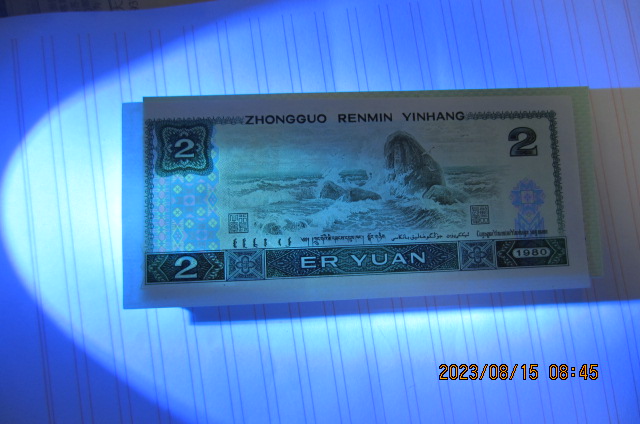 ZHONGGUO RENMIN YINHANG
2
2
2
ER YUAN
1980
2023/08/15 08:45